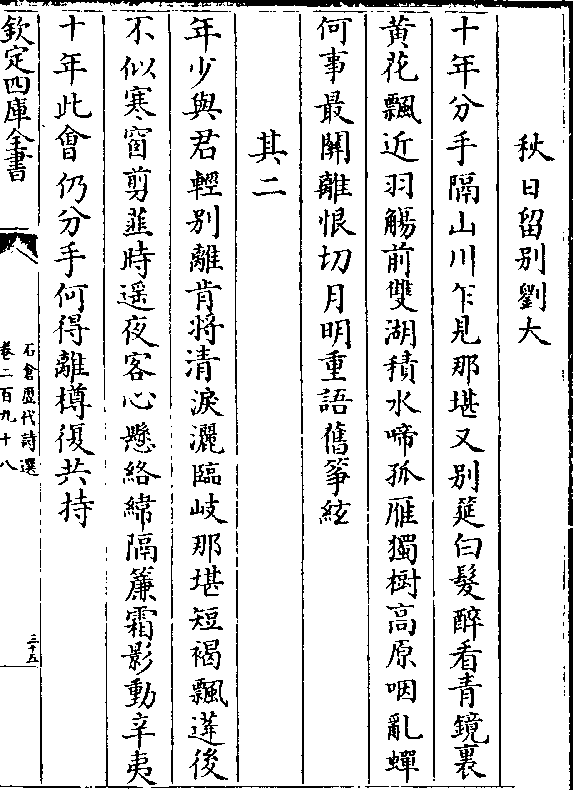 秋日留别劉大
十年分手隔山川乍見那堪又别筵白髮醉看青鏡裏
黄花飄近羽觴前雙湖積水啼孤雁獨樹高原咽亂蟬
何事最關離恨切月明重語舊筝絃
其二
年少與君輕别離肯将清淚灑臨岐那堪短褐飄蓬後
不似寒窗剪韮時遥夜客心懸絡緯隔簾霜影動辛夷
十年此會仍分手何得離樽復共持
欽定四庫全書
石倉歴代詩選
卷二百九十八
三十五